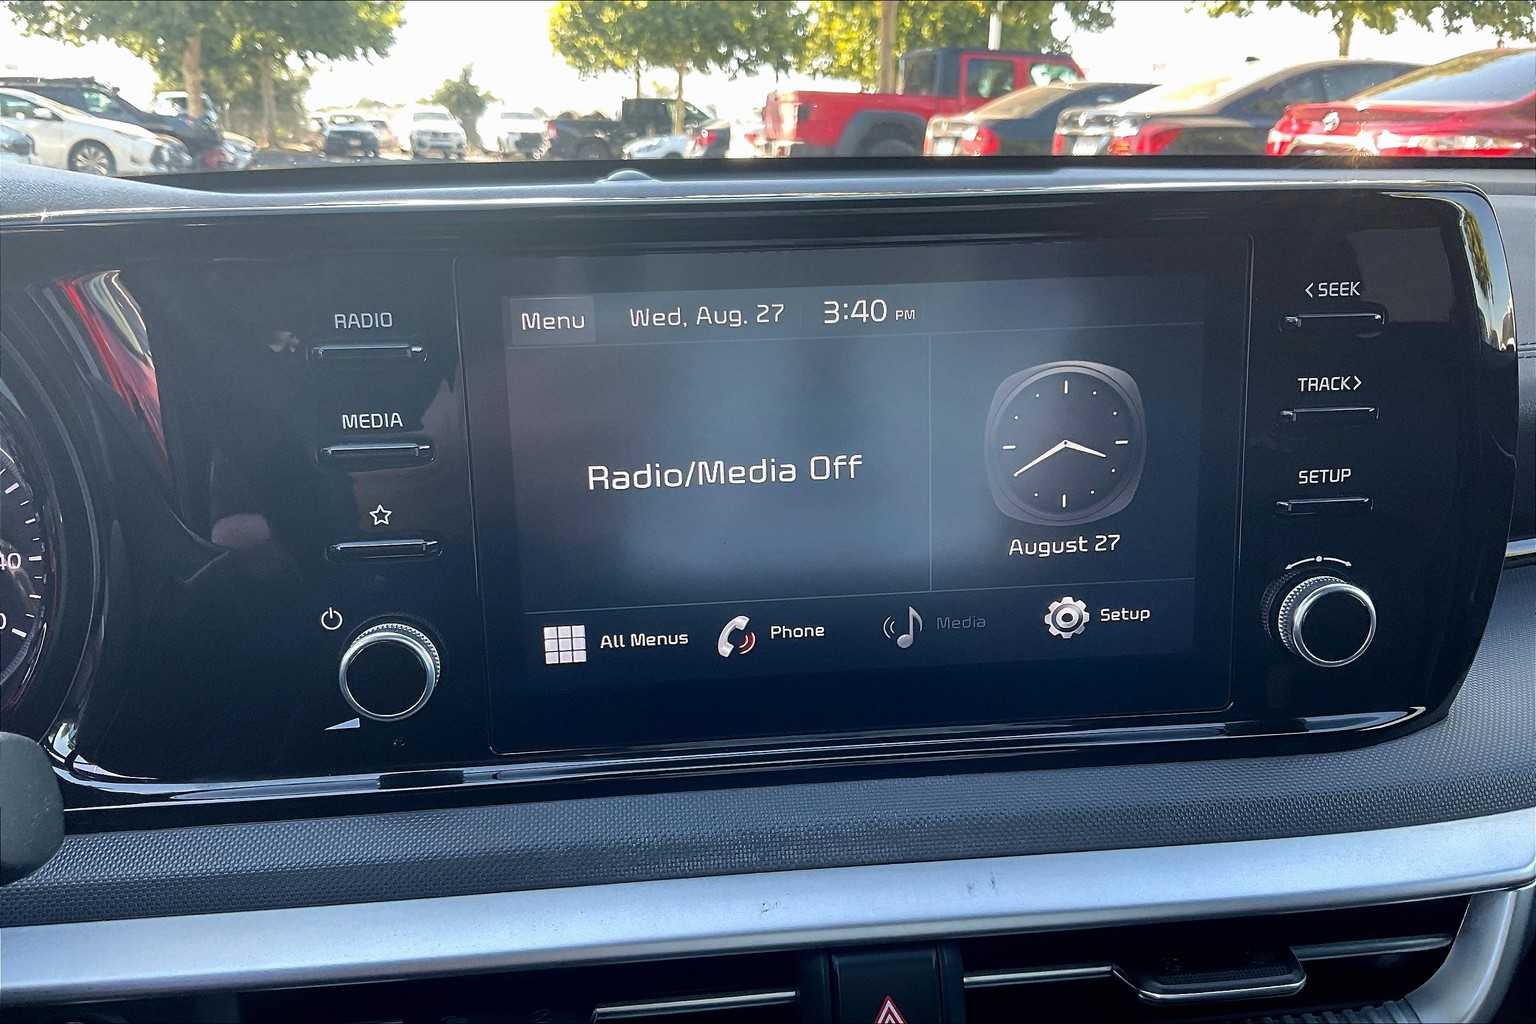 RADIO
MEDIA
Menu
Wed, Aug. 27
3:40 PM
Radio/Media Off
August 27
All Menus
Phone
Media
Setup
< SEEK
TRACK >
SETUP